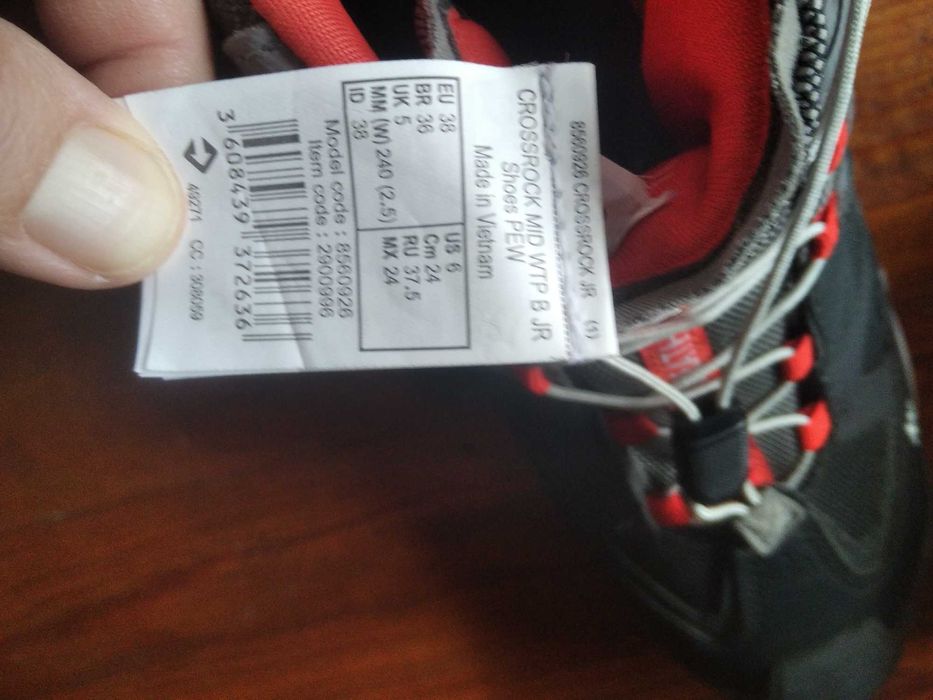 8560926 CROSSROCK JR (1)
CROSSROCK MID WTP B JR
Shoes PEW
Made in Vietnam
EU 38 US 6
BR 36 Cm 24
UK 5 RU 37.5
MM (W) 240 (2.5) MX 24
ID 38
Model code : 8560926
Item code : 2900996
3 608439 372636
49271 CC : 308059